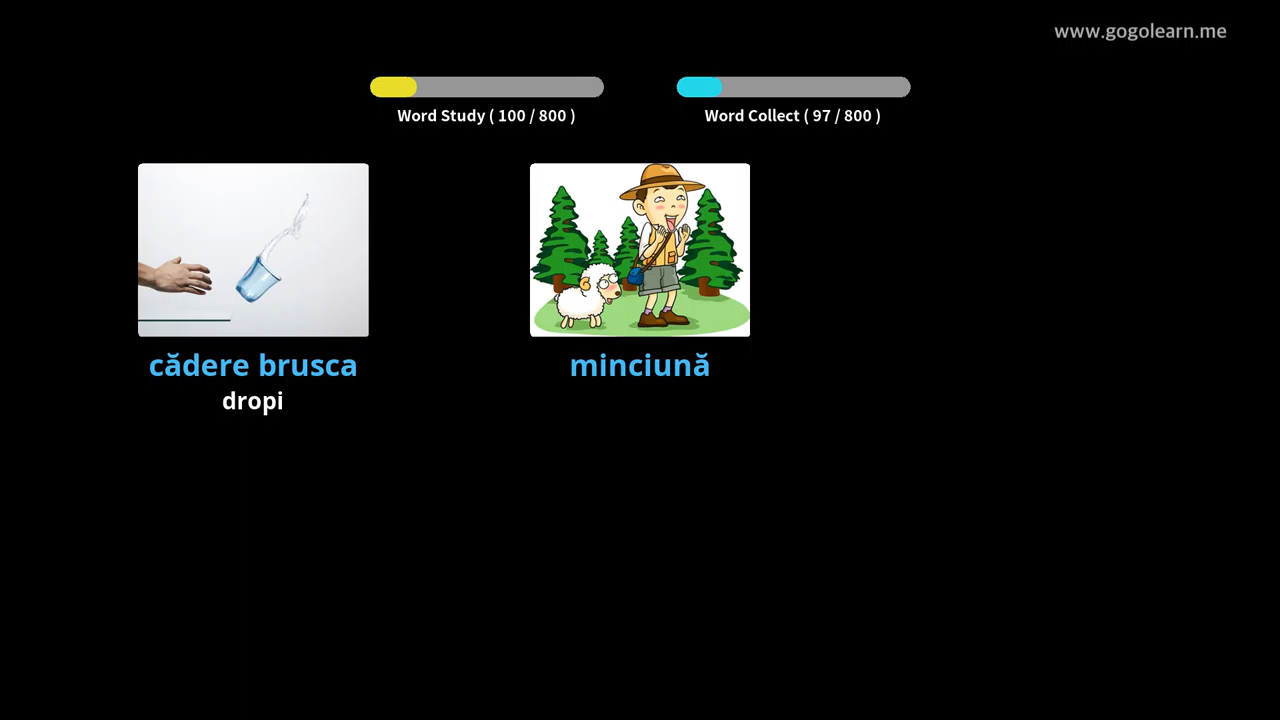 www.gogolearn.me
Word Study ( 100 / 800 )
Word Collect ( 97 / 800 )
cădere brusca
dropi
minciună